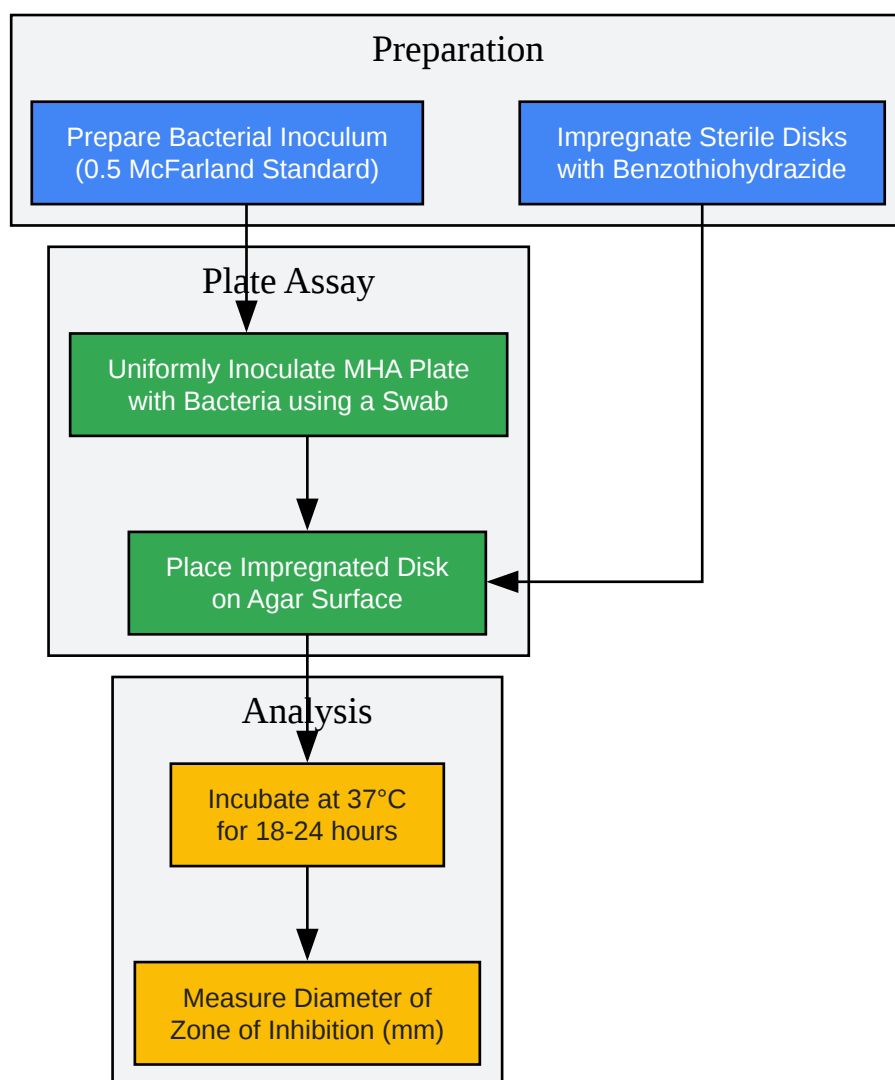 Preparation
Prepare Bacterial Inoculum
(0.5 McFarland Standard)
Impregnate Sterile Disks
with Benzothiohydrazide
Plate Assay
Uniformly Inoculate MHA Plate
with Bacteria using a Swab
Place Impregnated Disk
on Agar Surface
Analysis
Incubate at 37°C
for 18-24 hours
Measure Diameter of
Zone of Inhibition (mm)